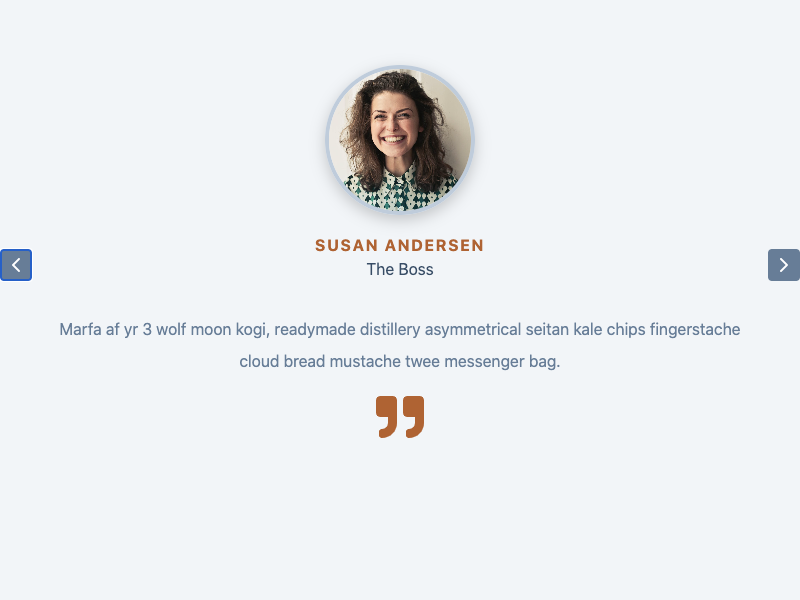 SUSAN ANDERSEN
The Boss
Marfa af yr 3 wolf moon kogi, readymade distillery asymmetrical seitan kale chips fingerstache
cloud bread mustache twee messenger bag.